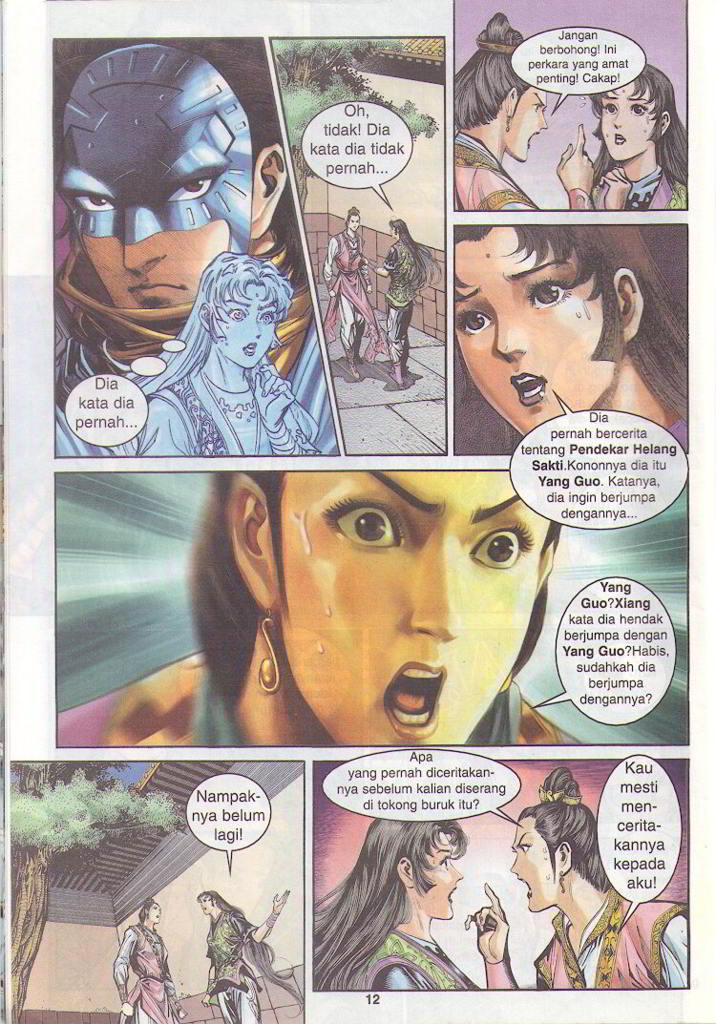 Dia
kata dia
pernah...
Oh,
tidak! Dia
kata dia tidak
pernah...
Jangan
berbohong! Ini
perkara yang amat
penting! Cakap!
Dia
pernah bercerita
tentang Pendekar Helang
Sakti.Kononnya dia itu
Yang Guo. Katanya,
dia ingin berjumpa
dengannya...
Yang
Guo?Xiang
kata dia hendak
berjumpa dengan
Yang Guo?Habis,
sudahkah dia
berjumpa
dengannya?
Nampak-
nya belum
lagi!
Apa
yang pernah diceritakan-
nya sebelum kalian diserang
di tokong buruk itu?
Kau
mesti
men-
cerita-
kannya
kepada
aku!
12